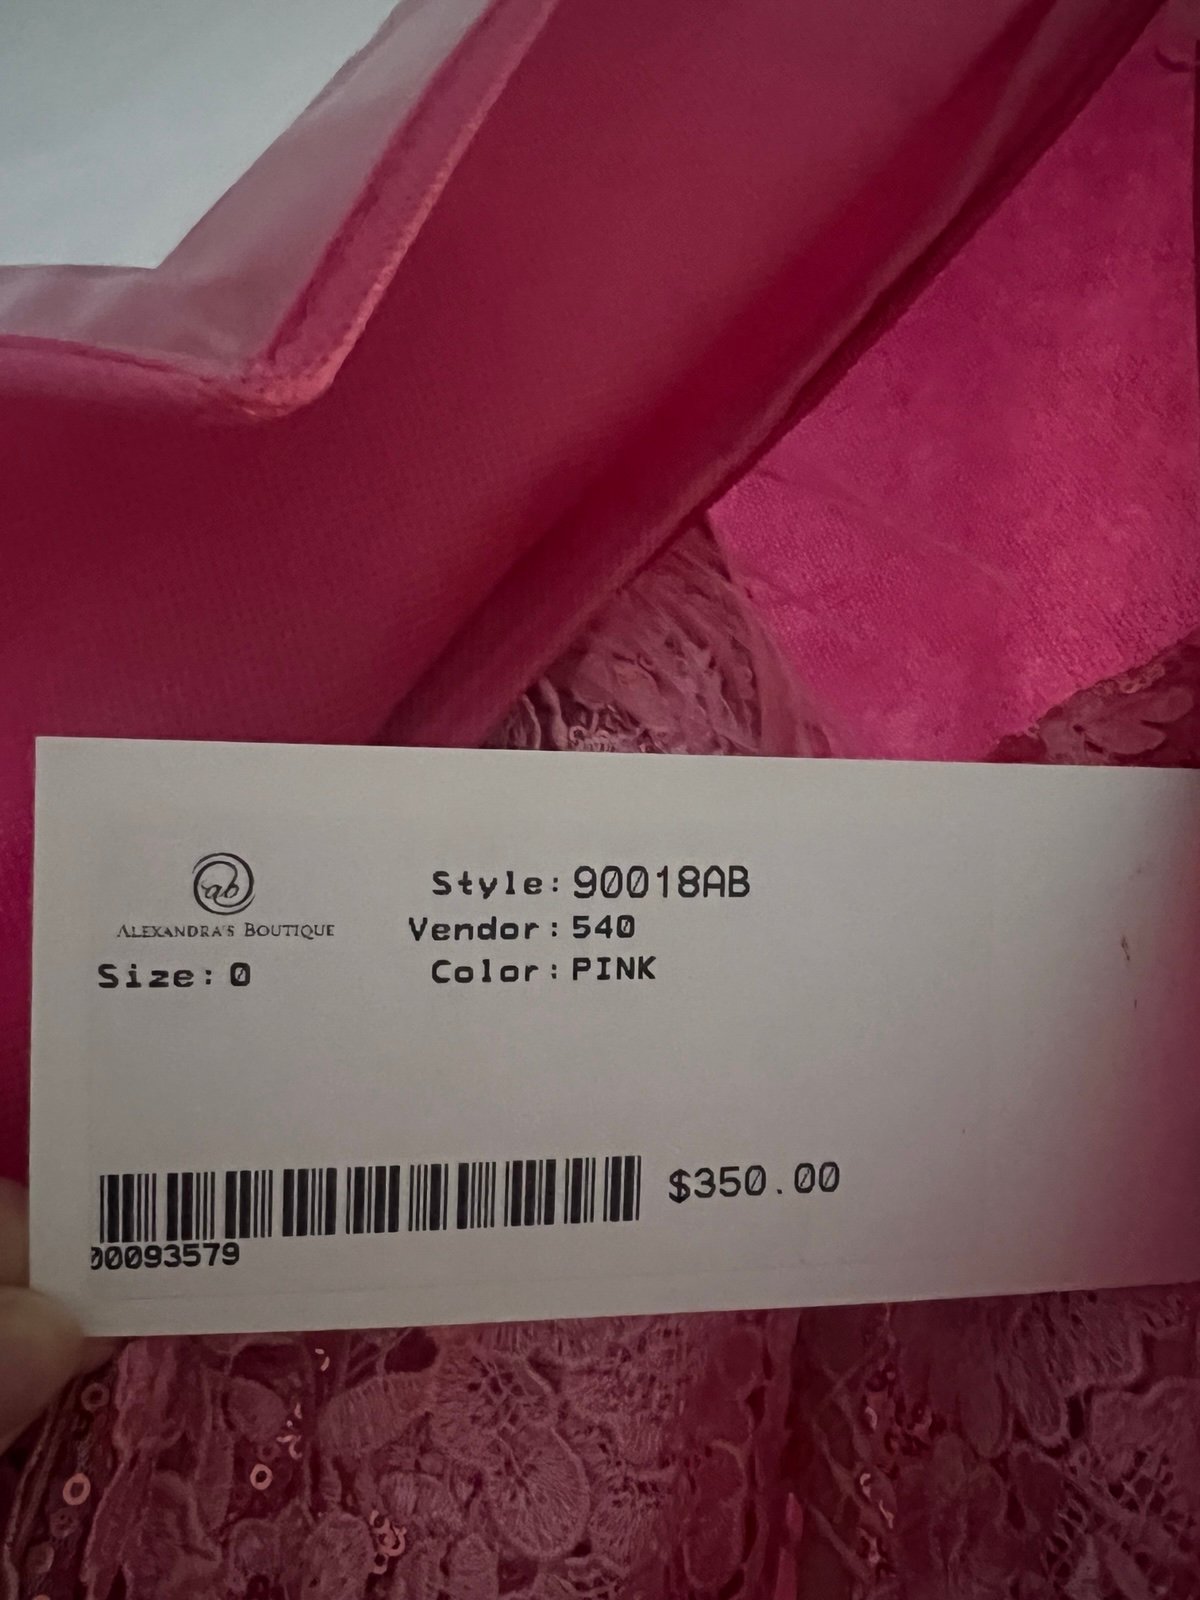 ab
ALEXANDRA'S BOUTIQUE
Size: 0
Style: 90018AB
Vendor: 540
Color: PINK
$350.00
00093579